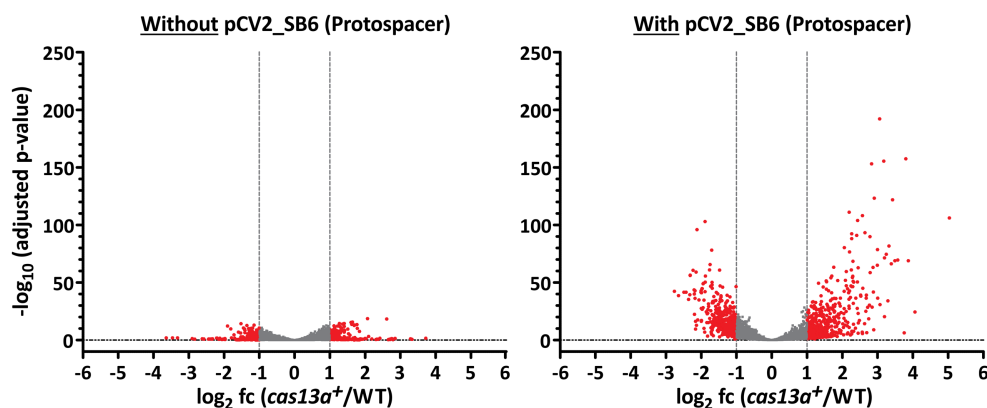 Without pCV2_SB6 (Protospacer)
With pCV2_SB6 (Protospacer)
-log10 (adjusted p-value)
250
200
150
100
50
0
-6 -5 -4 -3 -2 -1 0 1 2 3 4 5 6
log2 fc (cas13a+/WT)
250
200
150
100
50
0
-6 -5 -4 -3 -2 -1 0 1 2 3 4 5 6
log2 fc (cas13a+/WT)